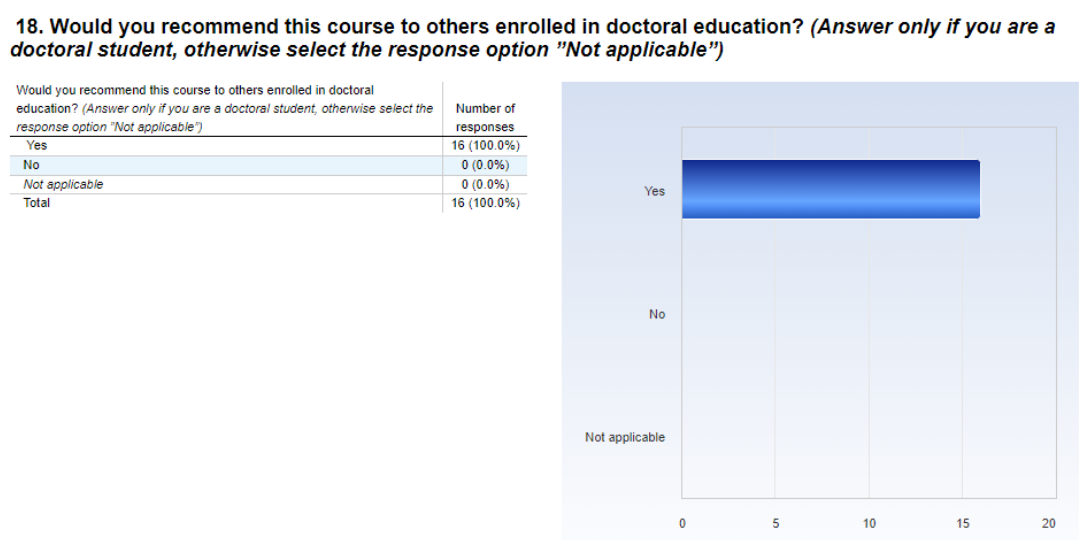 18. Would you recommend this course to others enrolled in doctoral education? (Answer only if you are a
doctoral student, otherwise select the response option ”Not applicable”)
Would you recommend this course to others enrolled in doctoral
education? (Answer only if you are a doctoral student, otherwise select the
response option ”Not applicable”)
Number of
responses
Yes 16 (100.0%)
No 0 (0.0%)
Not applicable 0 (0.0%)
Total 16 (100.0%)
Yes
No
Not applicable
0 5 10 15 20